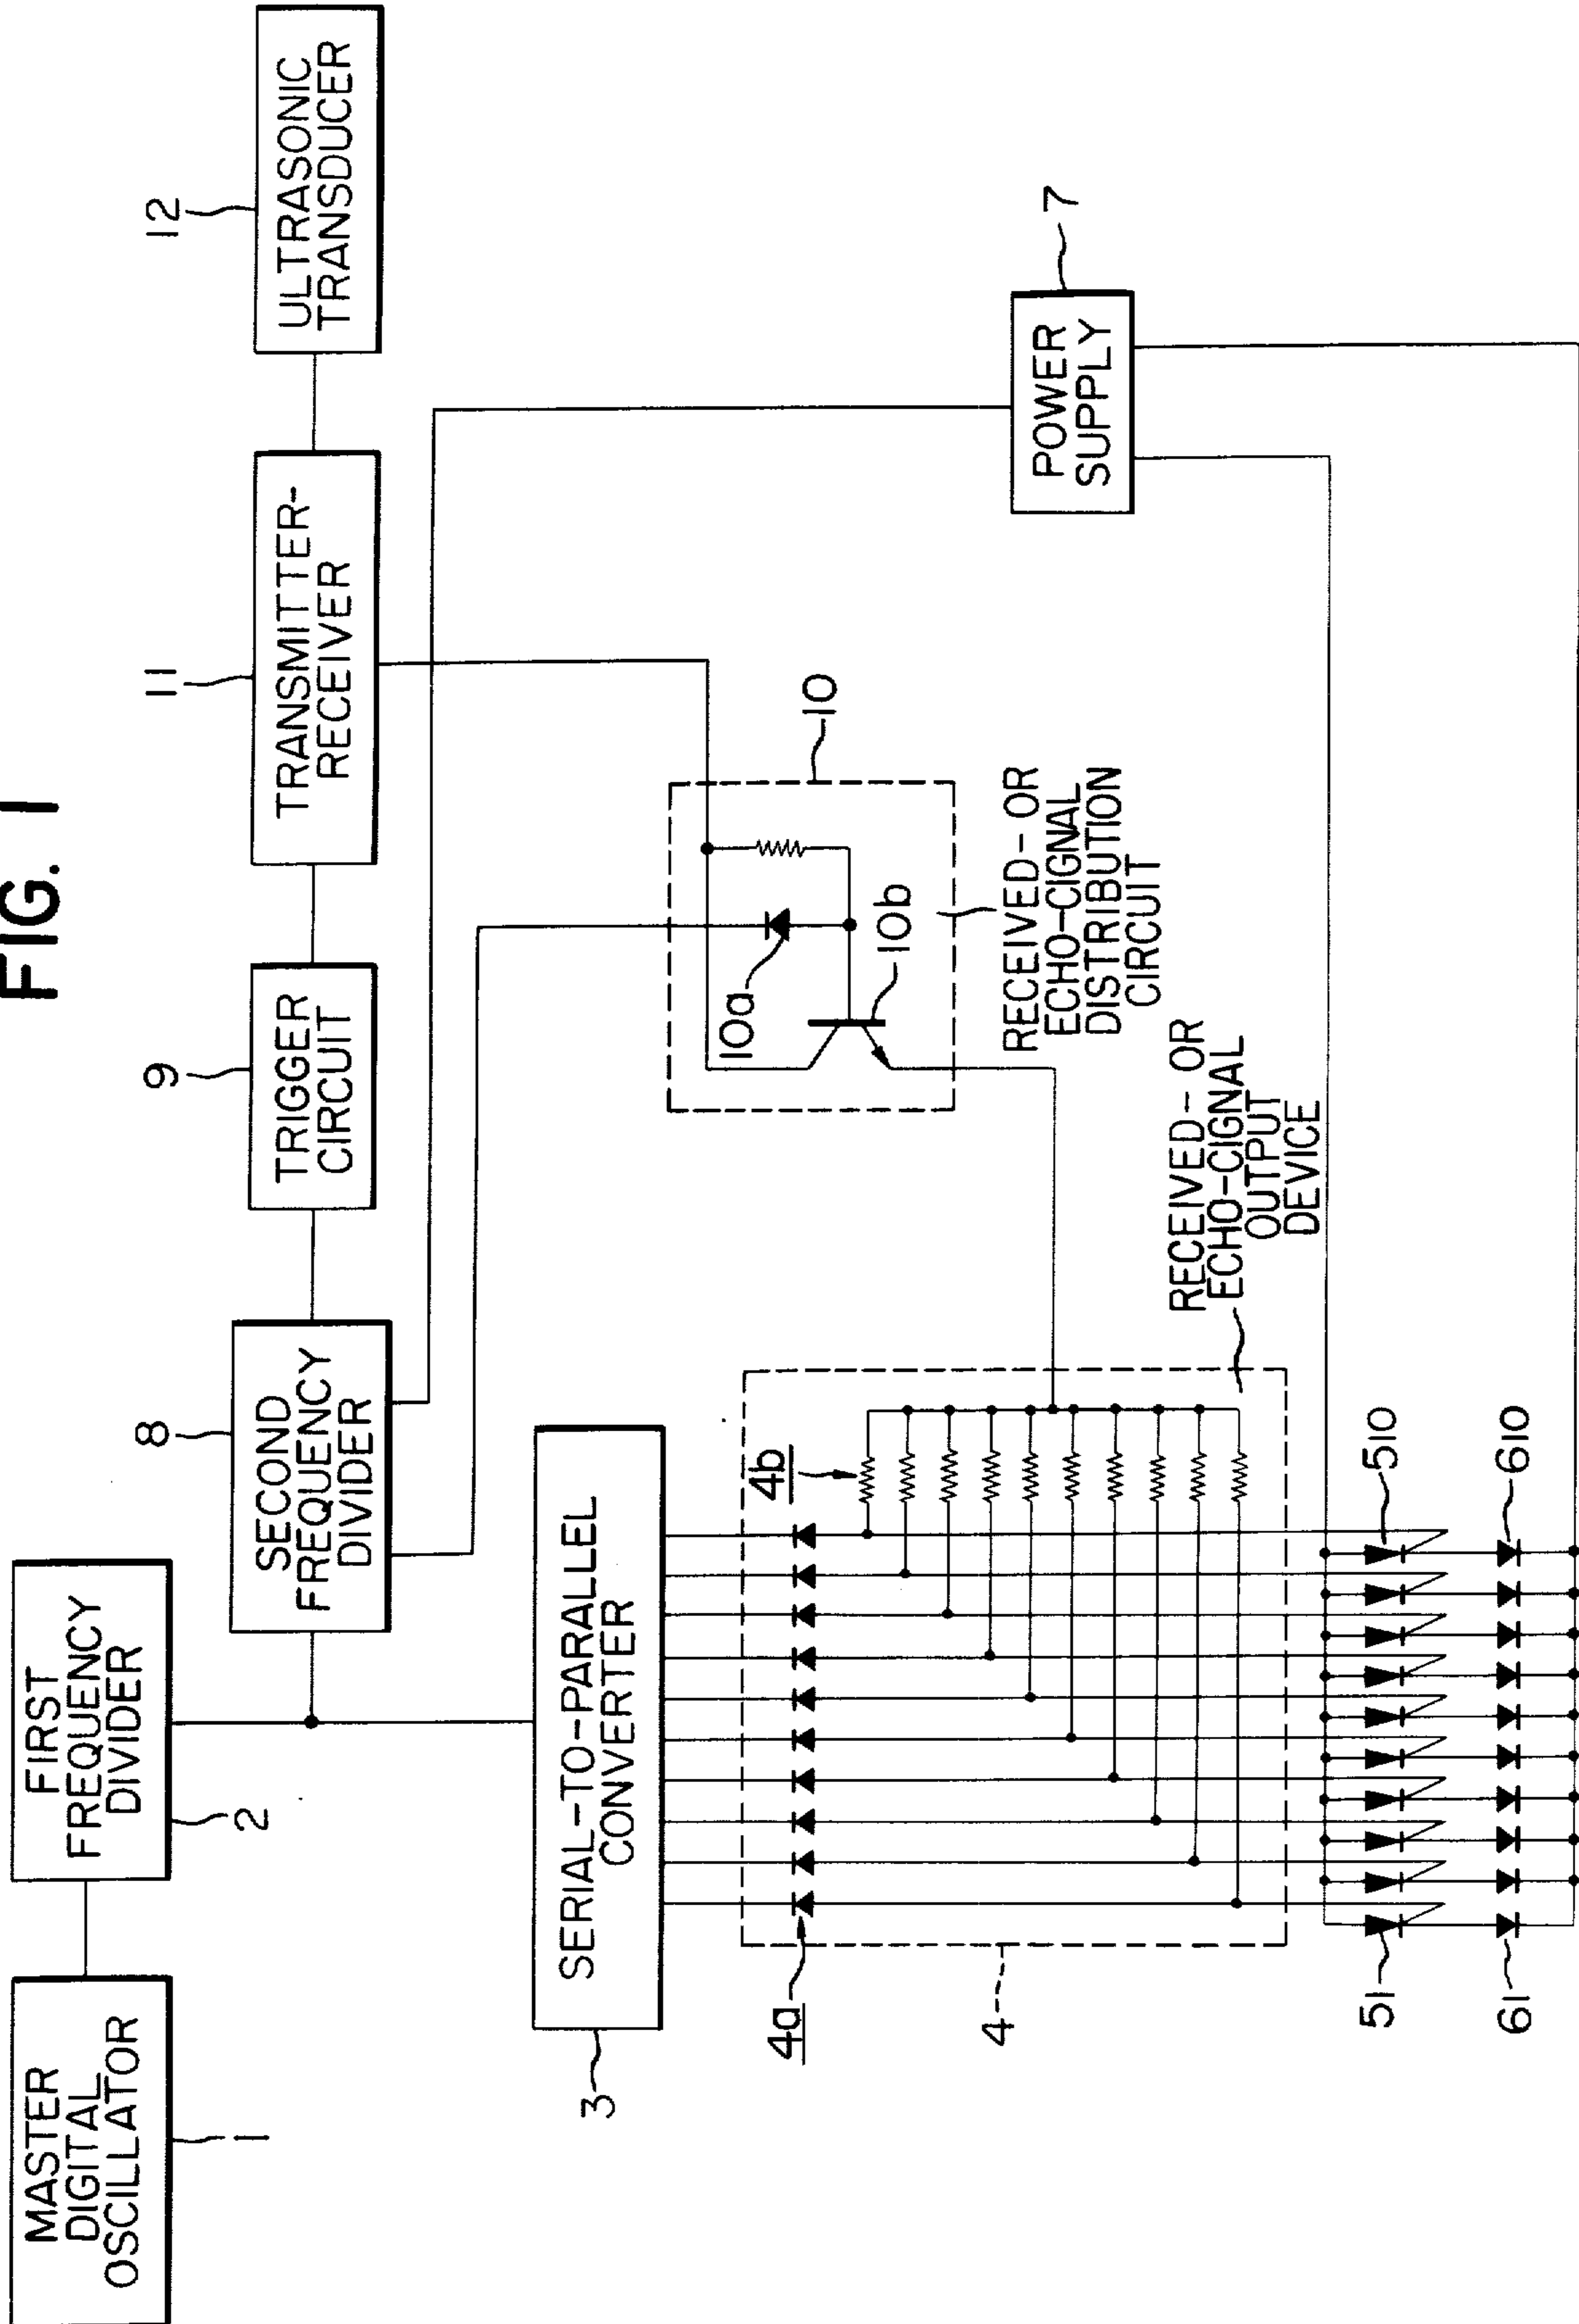 FIG. 1
MASTER
DIGITAL
OSCILLATOR
1
FIRST
FREQUENCY
DIVIDER
2
SECOND
FREQUENCY
DIVIDER
8
TRIGGER
CIRCUIT
9
TRANSMITTER-
RECEIVER
11
ULTRASONIC
TRANSDUCER
12
SERIAL-TO-PARALLEL
CONVERTER
3
4a
4b
4
RECEIVED- OR
ECHO-CIGNAL
OUTPUT
DEVICE
10a
10b
10
RECEIVED- OR
ECHO-CIGNAL
DISTRIBUTION
CIRCUIT
POWER
SUPPLY
7
51
510
61
610